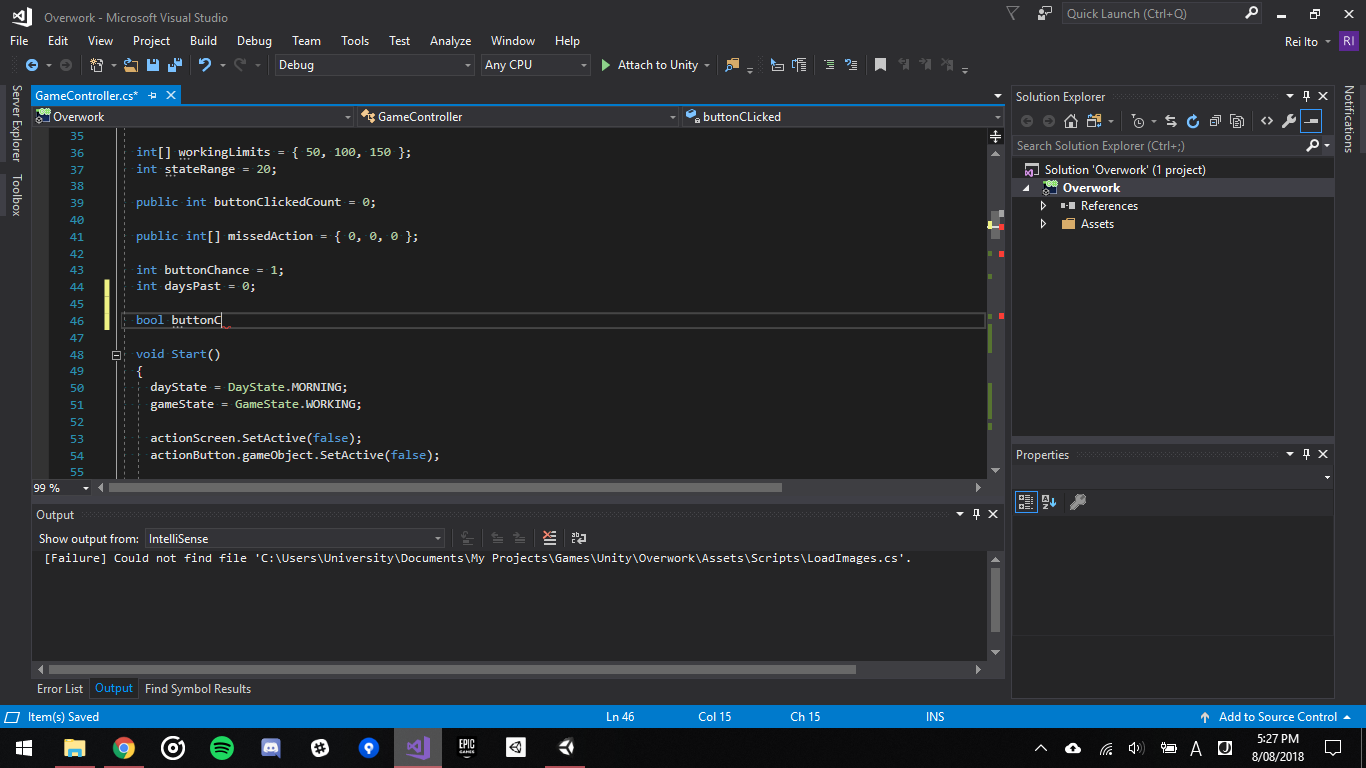 Overwork - Microsoft Visual Studio
Quick Launch (Ctrl+Q)
File Edit View Project Build Debug Team Tools Test Analyze Window Help
Rei Ito RI
Debug Any CPU Attach to Unity
Server Explorer
Toolbox
GameController.cs*
Overwork GameController buttonCLicked
35
36 int[] workingLimits = { 50, 100, 150 };
37 int stateRange = 20;
38
39 public int buttonClickedCount = 0;
40
41 public int[] missedAction = { 0, 0, 0 };
42
43 int buttonChance = 1;
44 int daysPast = 0;
45
46 bool buttonC
47
48 void Start()
49 {
50 dayState = DayState.MORNING;
51 gameState = GameState.WORKING;
52
53 actionScreen.SetActive(false);
54 actionButton.gameObject.SetActive(false);
55
99 %
Output
Show output from: IntelliSense
[Failure] Could not find file 'C:\Users\University\Documents\My Projects\Games\Unity\Overwork\Assets\Scripts\LoadImages.cs'.
Error List Output Find Symbol Results
Solution Explorer
Search Solution Explorer (Ctrl+;)
Solution 'Overwork' (1 project)
Overwork
References
Assets
Properties
Notifications
Item(s) Saved Ln 46 Col 15 Ch 15 INS Add to Source Control
EPIC GAMES
A J
5:27 PM
8/08/2018